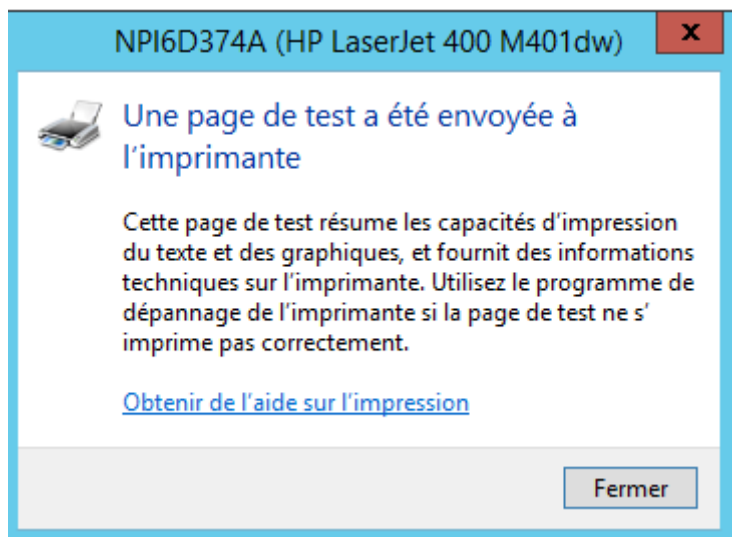 NPI6D374A (HP LaserJet 400 M401dw)
x
Une page de test a été envoyée à
l’imprimante
Cette page de test résume les capacités d’impression
du texte et des graphiques, et fournit des informations
techniques sur l’imprimante. Utilisez le programme de
dépannage de l’imprimante si la page de test ne s’
imprime pas correctement.
Obtenir de l’aide sur l’impression
Fermer